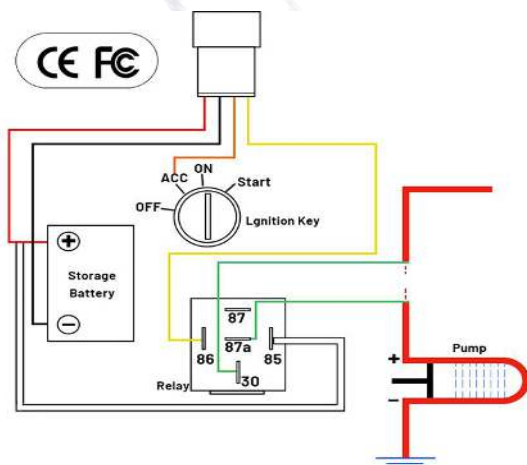 CE FC
ON
ACC
Start
OFF
Lgnition Key
+
Storage
Battery
−
87
87a
86
85
30
Relay
Pump
+
−